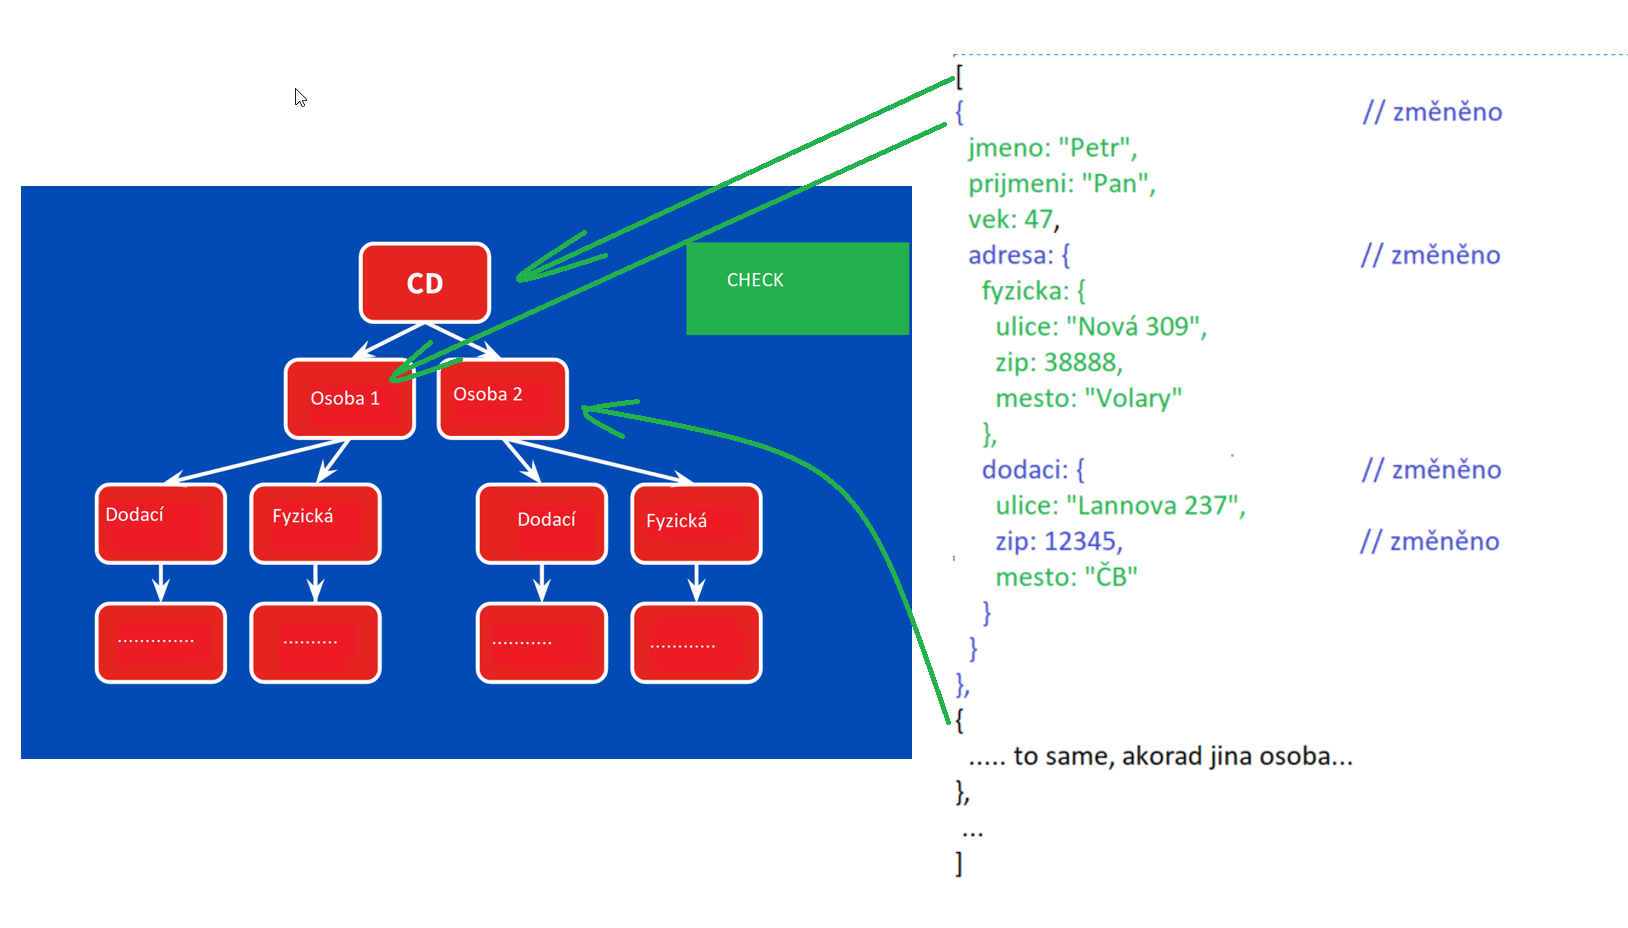 CD
CHECK
Osoba 1
Osoba 2
Dodací
Fyzická
Dodací
Fyzická
..............
..........
...........
............
[
{ // změněno
jmeno: "Petr",
prijmeni: "Pan",
vek: 47,
adresa: { // změněno
fyzicka: {
ulice: "Nová 309",
zip: 38888,
mesto: "Volary"
},
dodaci: { // změněno
ulice: "Lannova 237",
zip: 12345, // změněno
mesto: "ČB"
}
}
},
{
..... to same, akorad jina osoba...
},
...
]